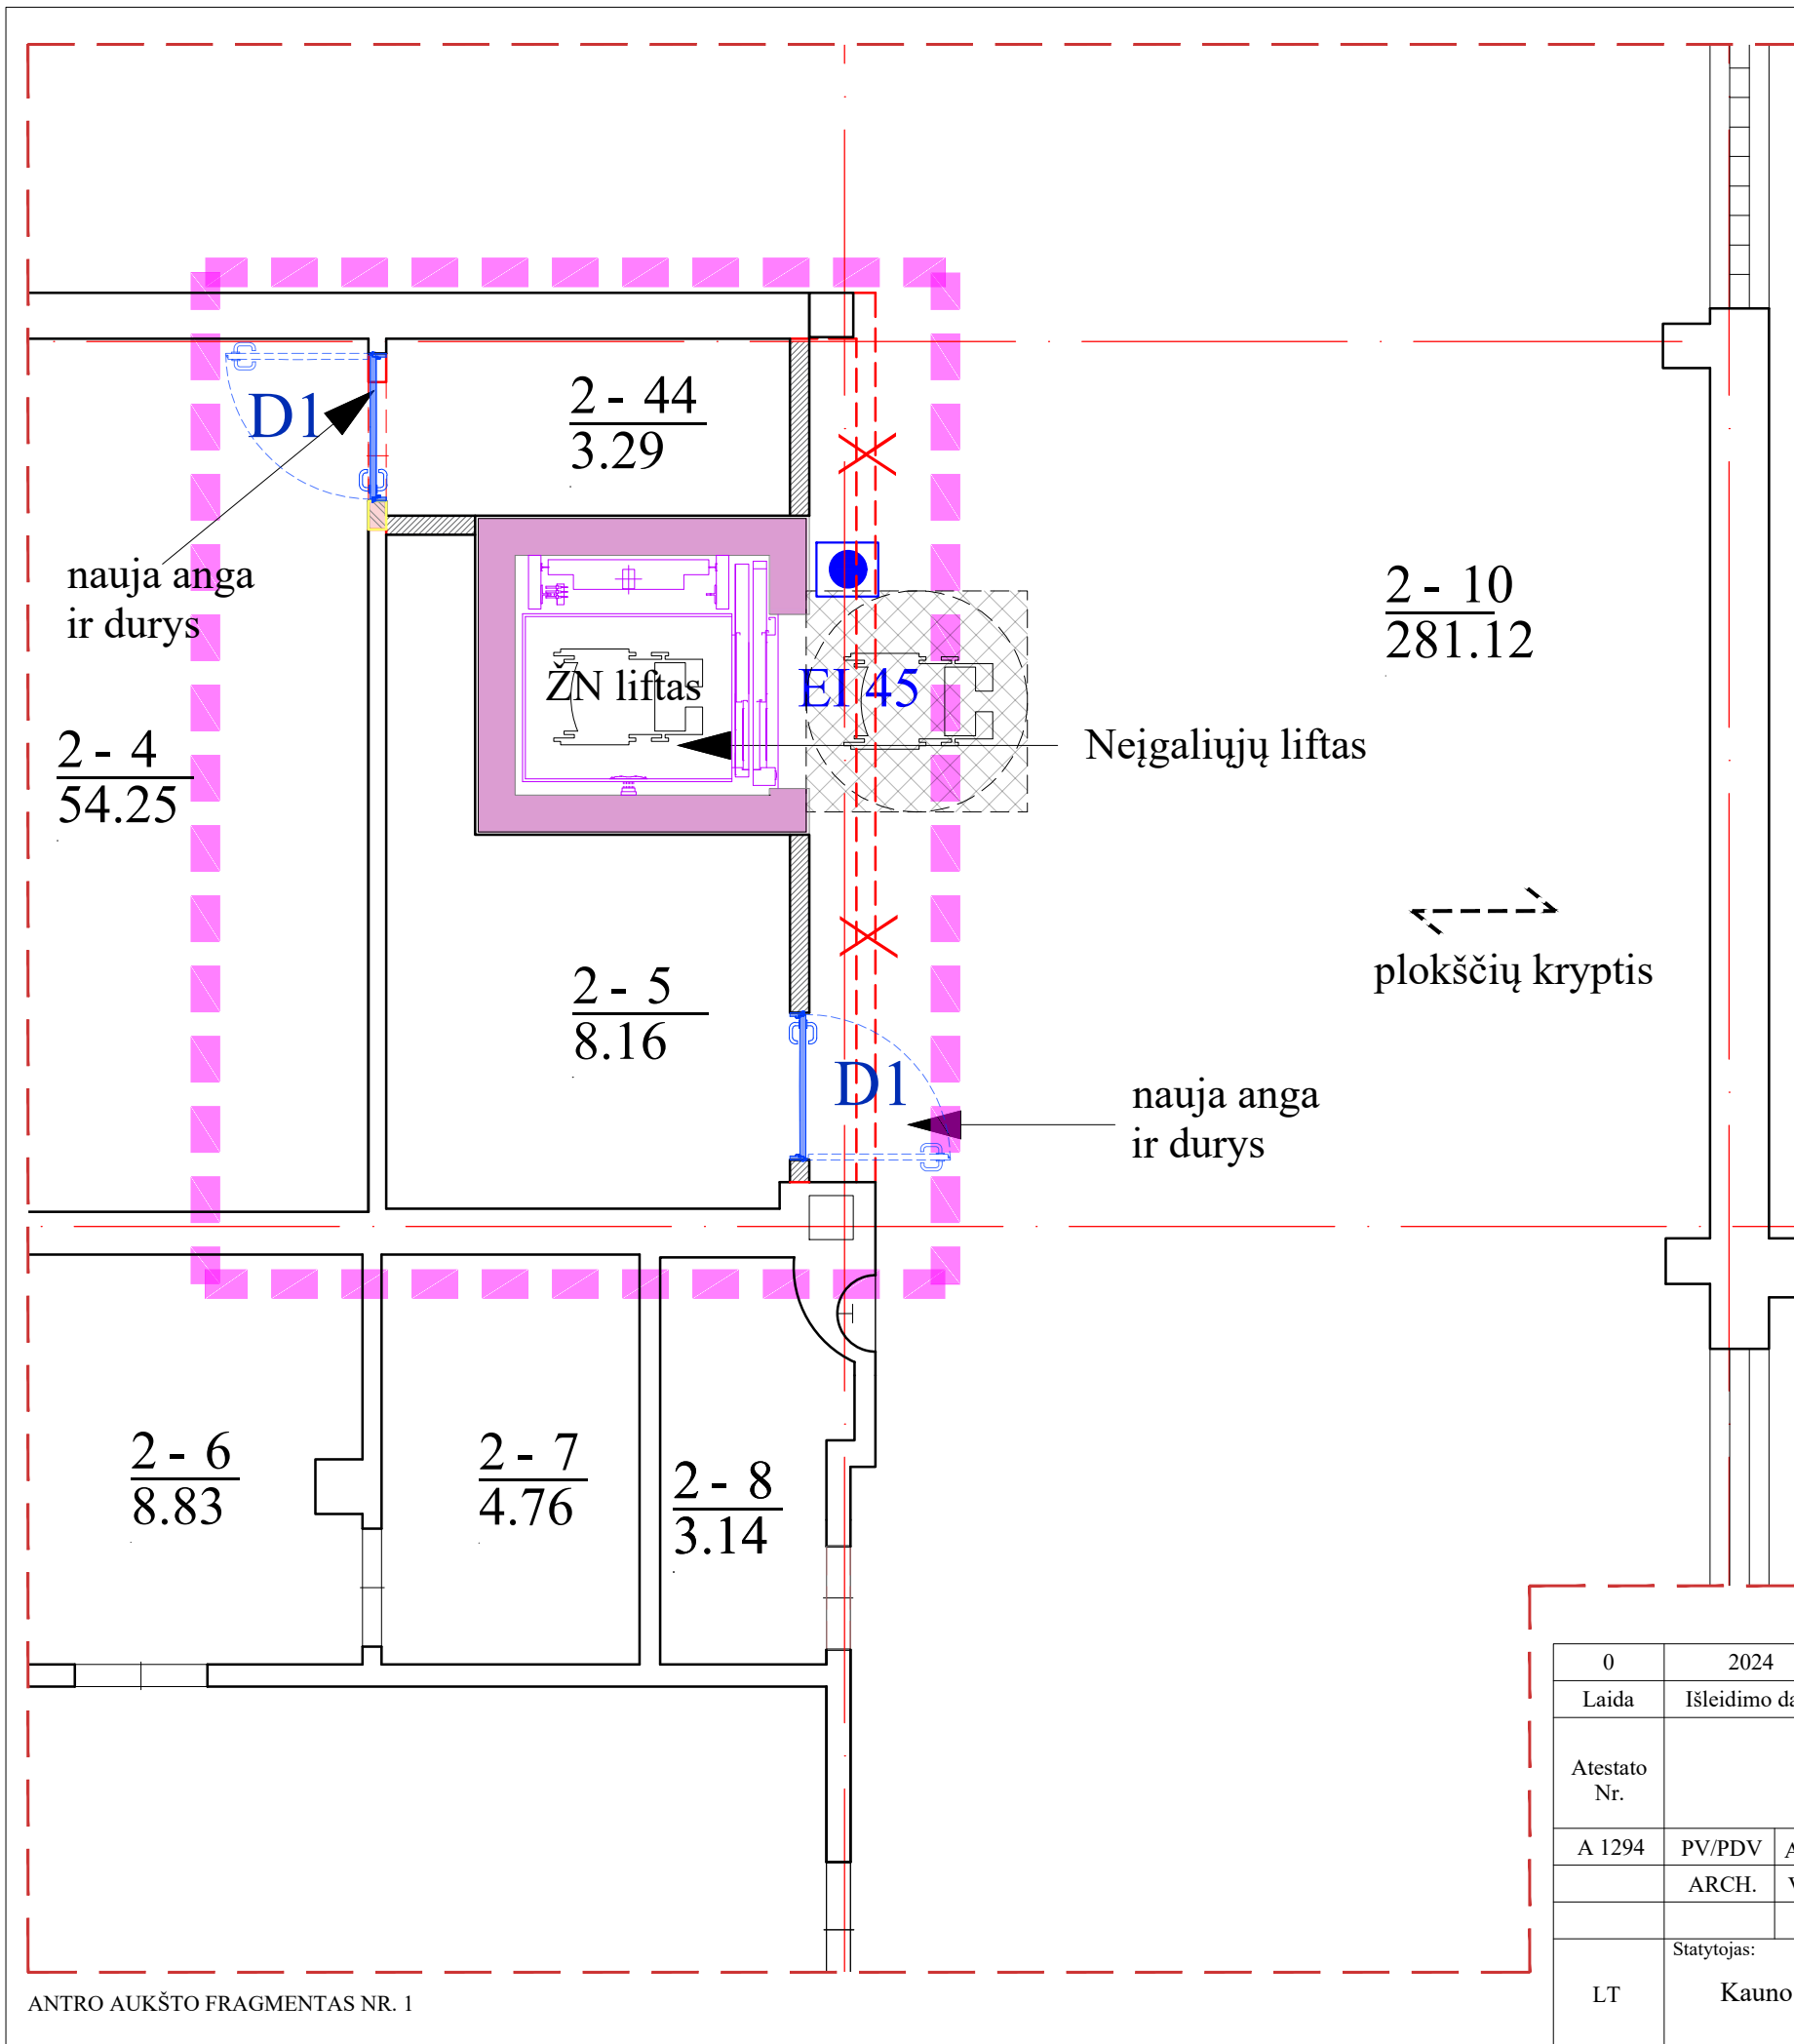 D1
2 - 44
3.29
nauja anga
ir durys
2 - 10
281.12
ŽN liftas
EI 45
Neįgaliųjų liftas
2 - 4
54.25
plokščių kryptis
2 - 5
8.16
D1
nauja anga
ir durys
2 - 6
8.83
2 - 7
4.76
2 - 8
3.14
0 2024
Laida Išleidimo da
Atestato
Nr.
A 1294 PV/PDV A
ARCH. V
Statytojas:
LT Kauno
ANTRO AUKŠTO FRAGMENTAS NR. 1